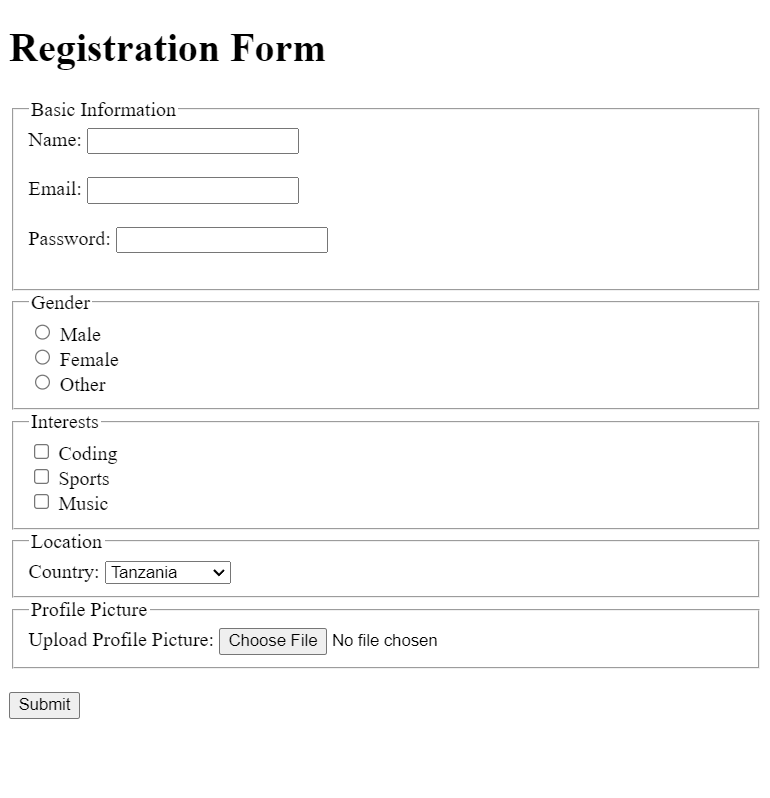 Registration Form
Basic Information
Name:
Email:
Password:
Gender
Male
Female
Other
Interests
Coding
Sports
Music
Location
Country: Tanzania
Profile Picture
Upload Profile Picture: Choose File No file chosen
Submit